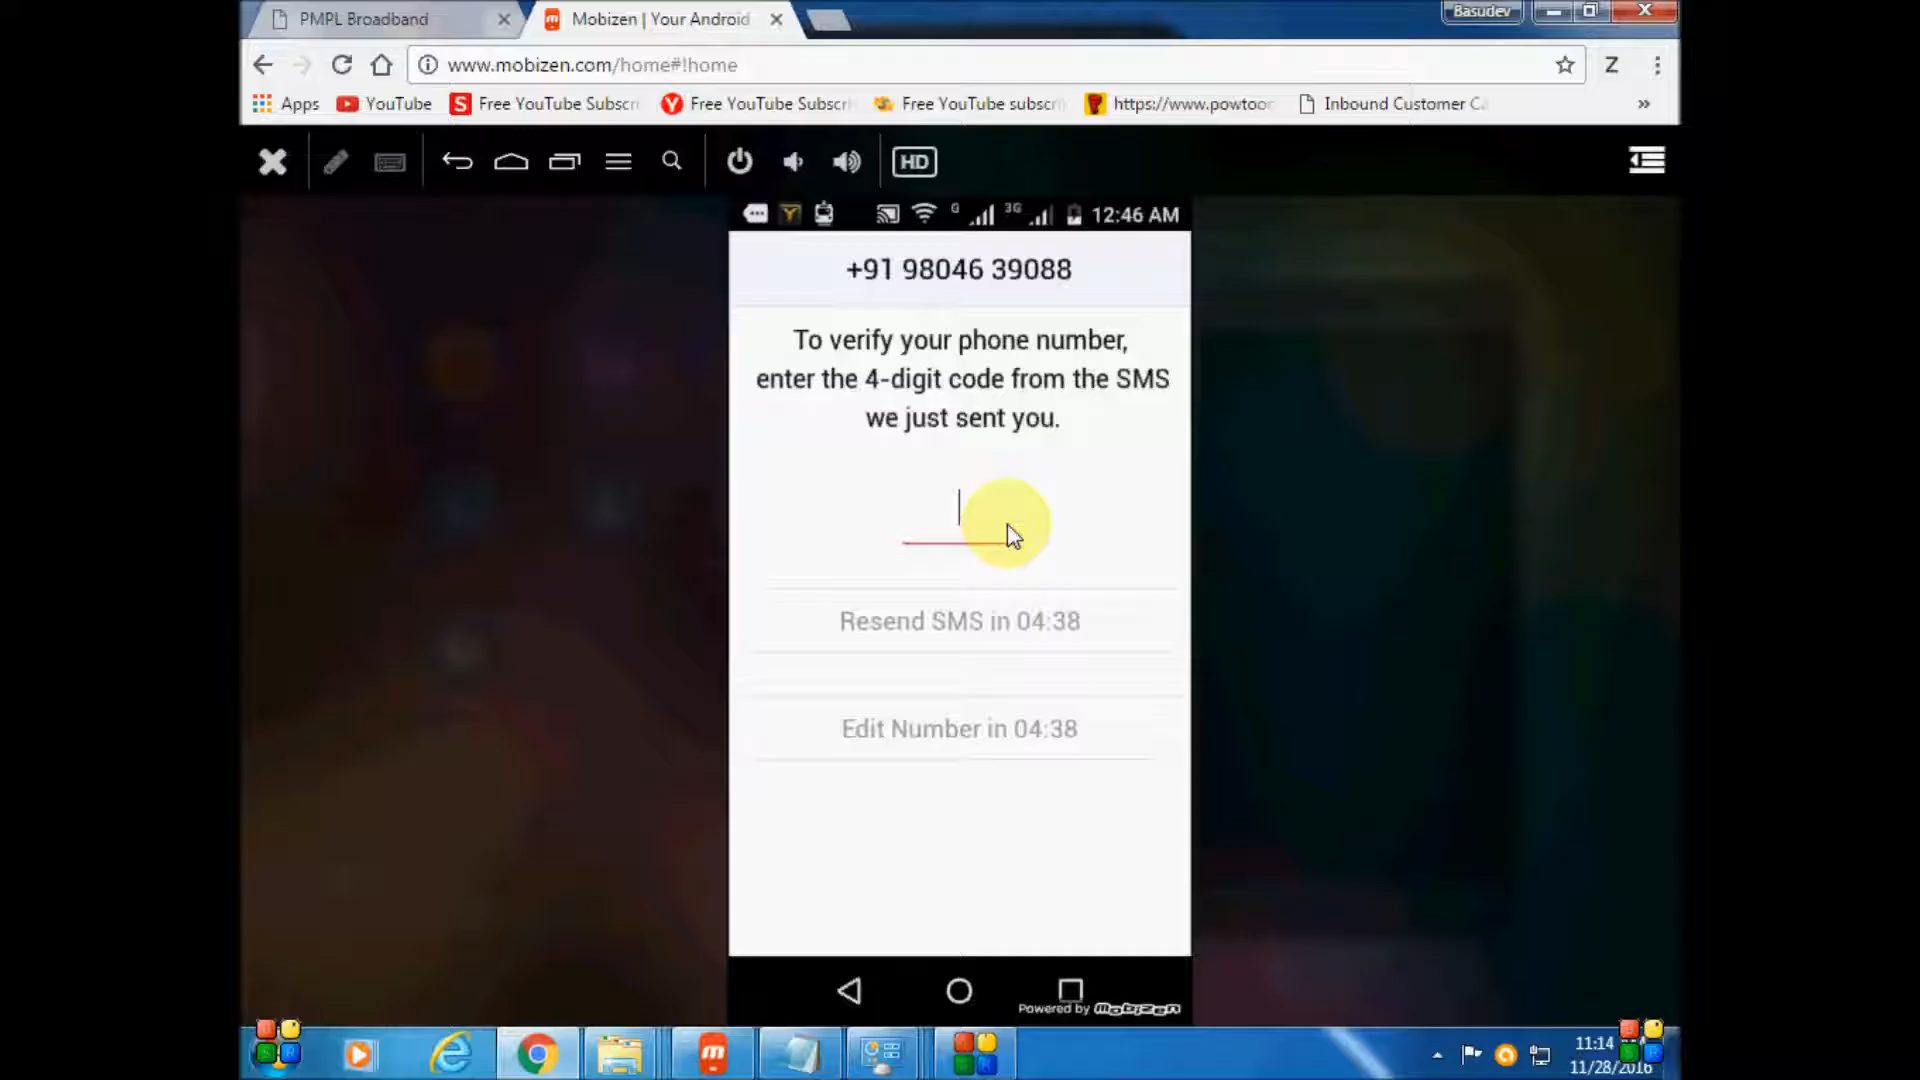 PMPL Broadband
Mobizen | Your Android
Basudev
www.mobizen.com/home#!home
Z
Apps
YouTube
Free YouTube Subscri
Free YouTube Subscri
Free YouTube subscri
https://www.powtoon
Inbound Customer Ca
»
HD
G
3G
12:46 AM
+91 98046 39088
To verify your phone number,
enter the 4-digit code from the SMS
we just sent you.
Resend SMS in 04:38
Edit Number in 04:38
Powered by mobizen
11:14
11/28/2016